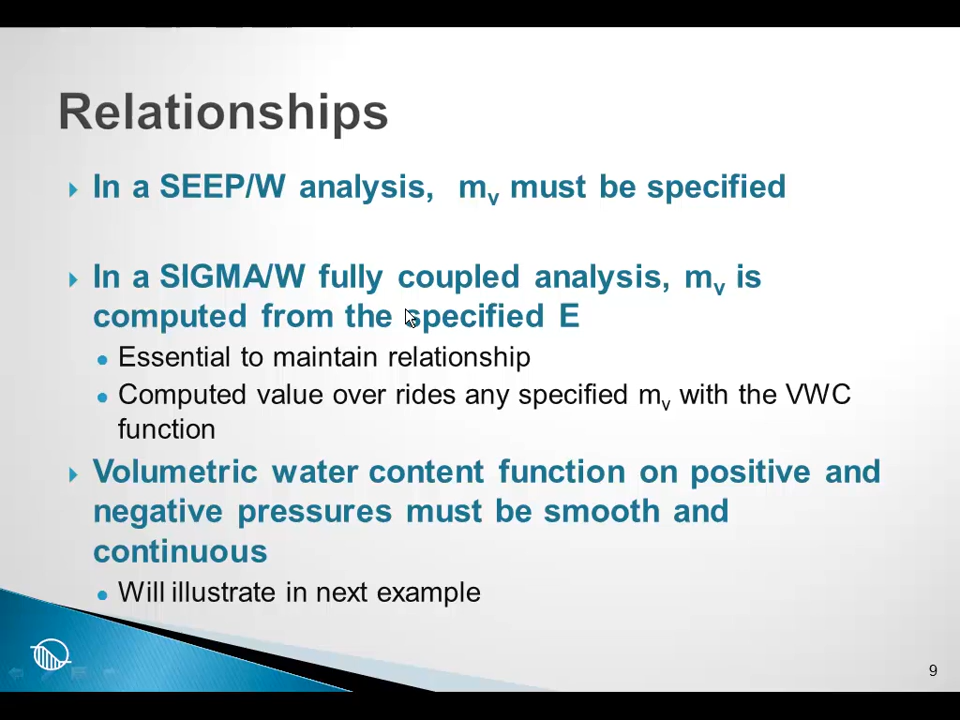 Relationships
In a SEEP/W analysis, mv must be specified
In a SIGMA/W fully coupled analysis, mv is
computed from the specified E
Essential to maintain relationship
Computed value over rides any specified mv with the VWC
function
Volumetric water content function on positive and
negative pressures must be smooth and
continuous
Will illustrate in next example
9